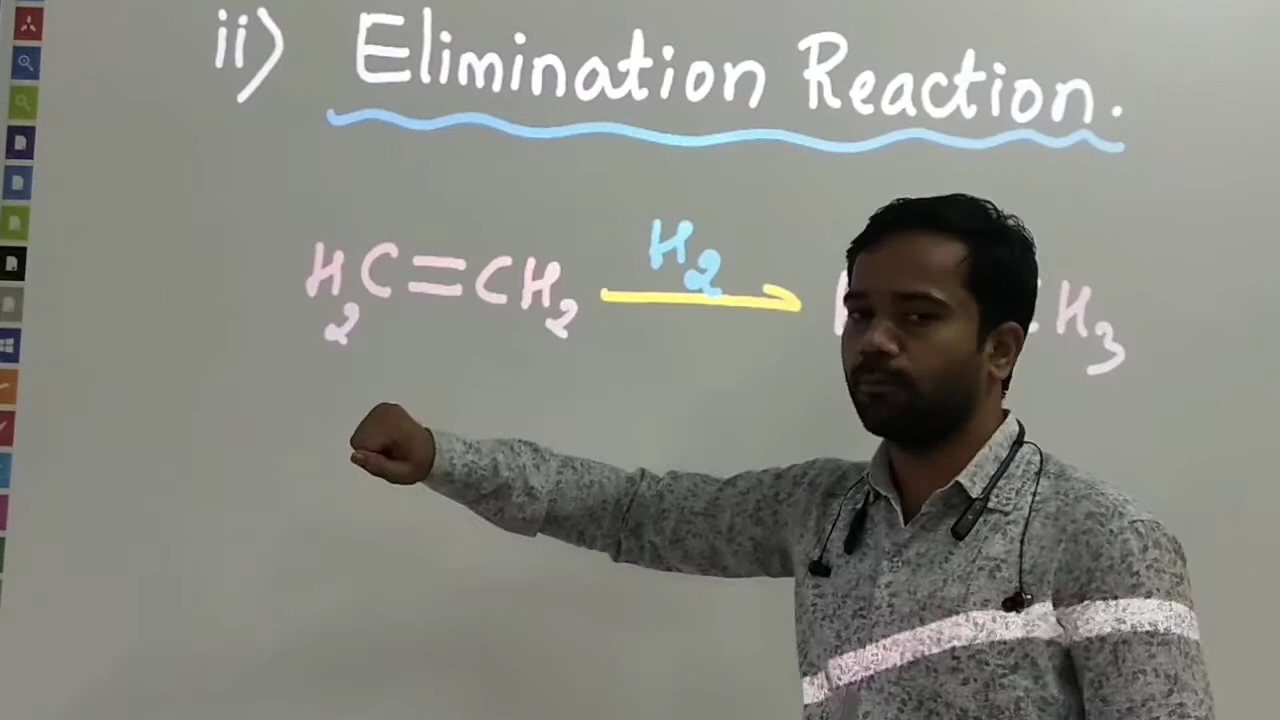 ii) Elimination Reaction.
H₂C=CH₂ H₂→ H₃